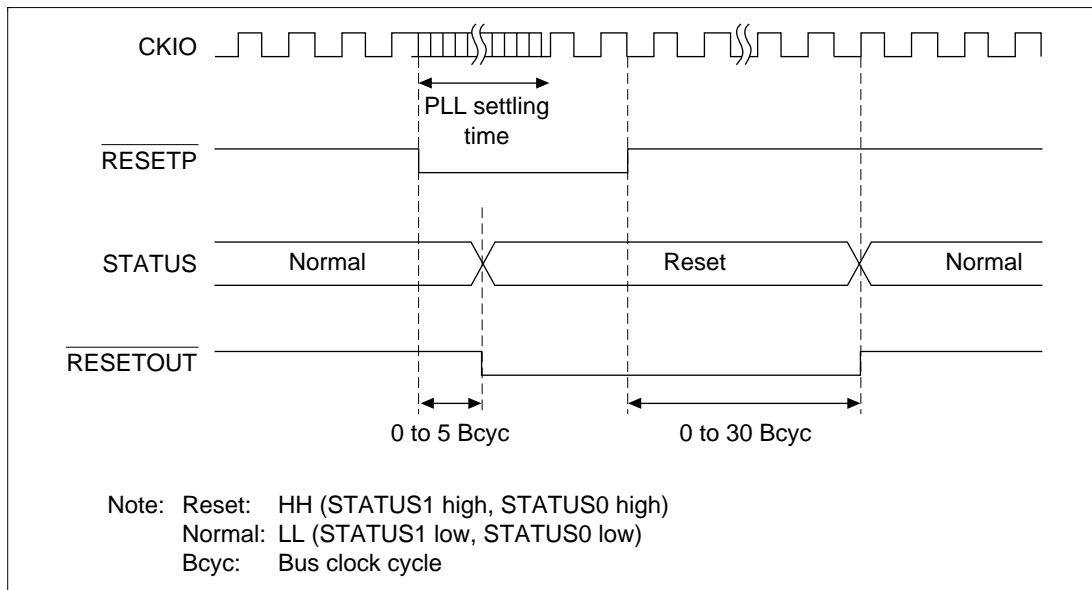 CKIO
PLL settling
time
RESETP
STATUS Normal Reset Normal
RESETOUT
0 to 5 Bcyc 0 to 30 Bcyc
Note: Reset: HH (STATUS1 high, STATUS0 high)
Normal: LL (STATUS1 low, STATUS0 low)
Bcyc: Bus clock cycle